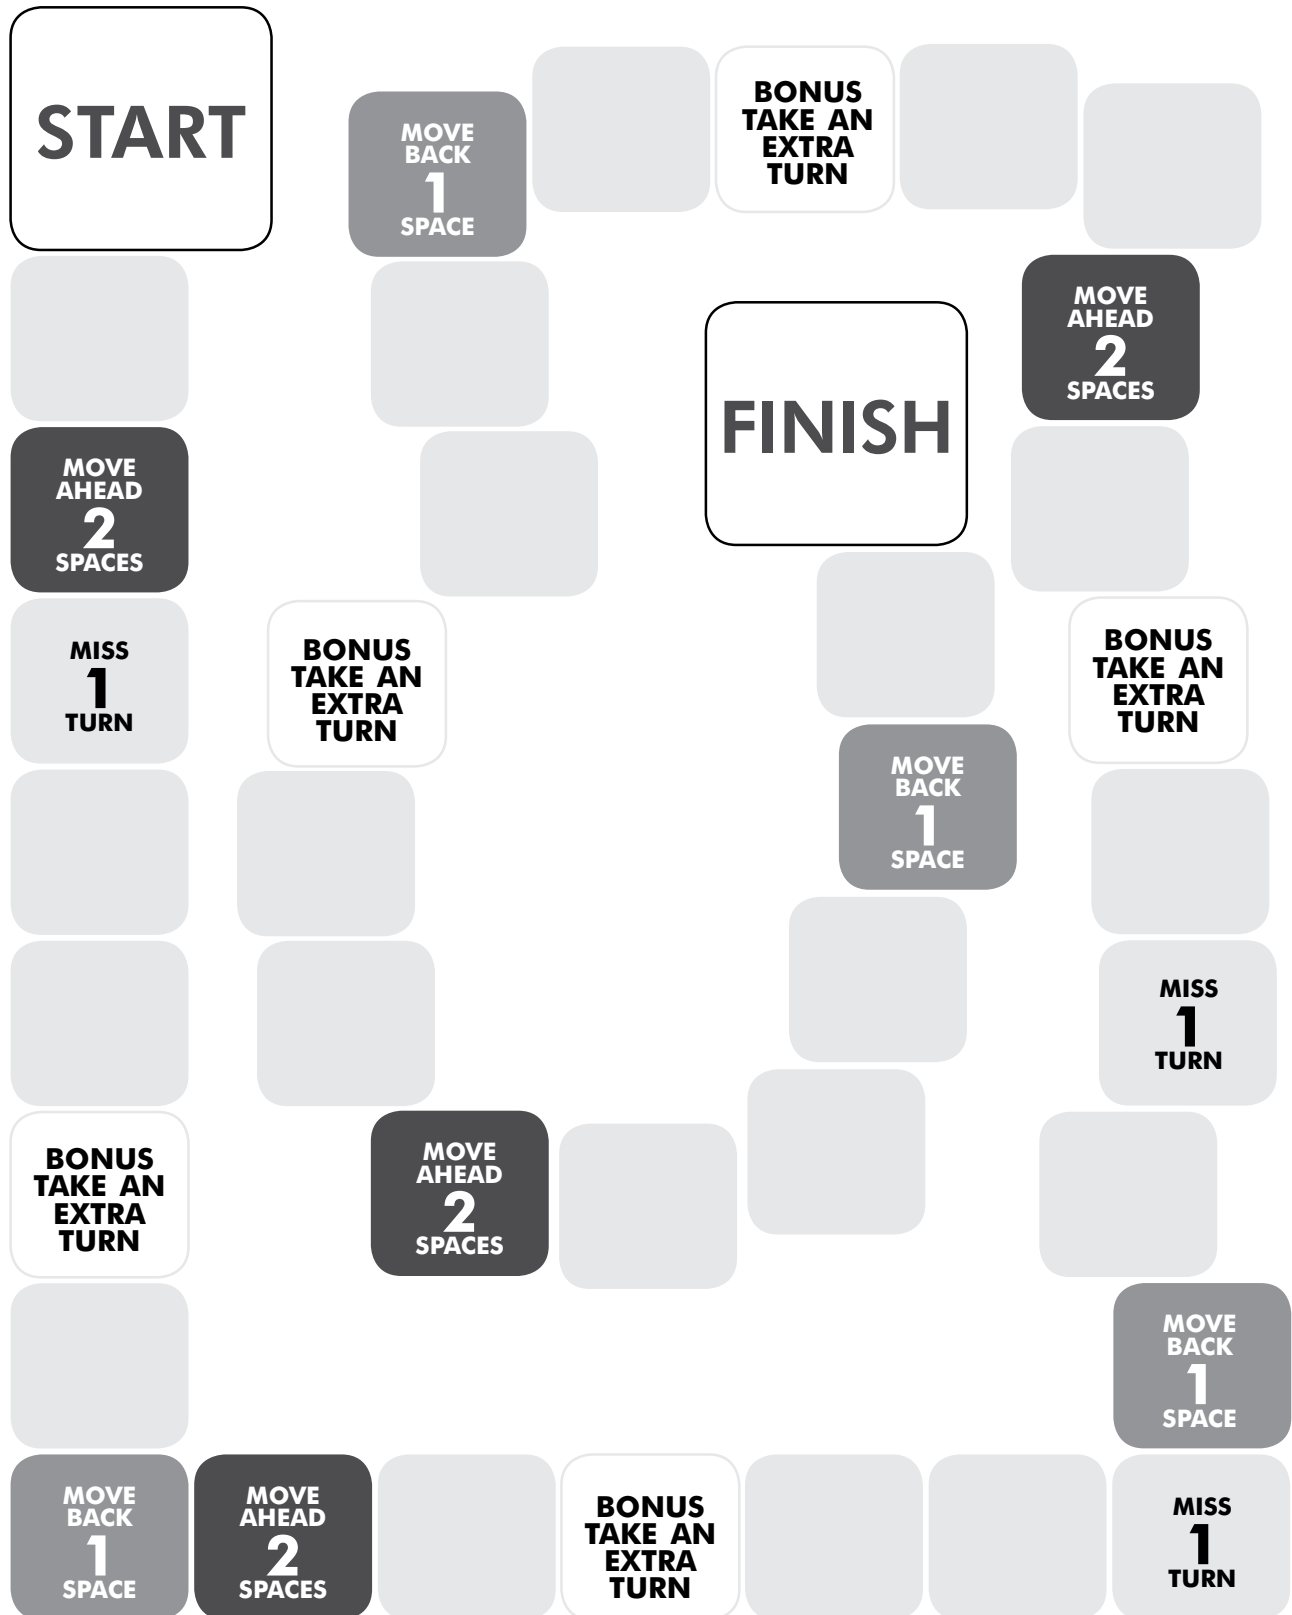 START
MOVE
BACK
1
SPACE
BONUS
TAKE AN
EXTRA
TURN
MOVE
AHEAD
2
SPACES
FINISH
MOVE
AHEAD
2
SPACES
MISS
1
TURN
BONUS
TAKE AN
EXTRA
TURN
BONUS
TAKE AN
EXTRA
TURN
MOVE
BACK
1
SPACE
MISS
1
TURN
BONUS
TAKE AN
EXTRA
TURN
MOVE
AHEAD
2
SPACES
MOVE
BACK
1
SPACE
MOVE
BACK
1
SPACE
MOVE
AHEAD
2
SPACES
BONUS
TAKE AN
EXTRA
TURN
MISS
1
TURN